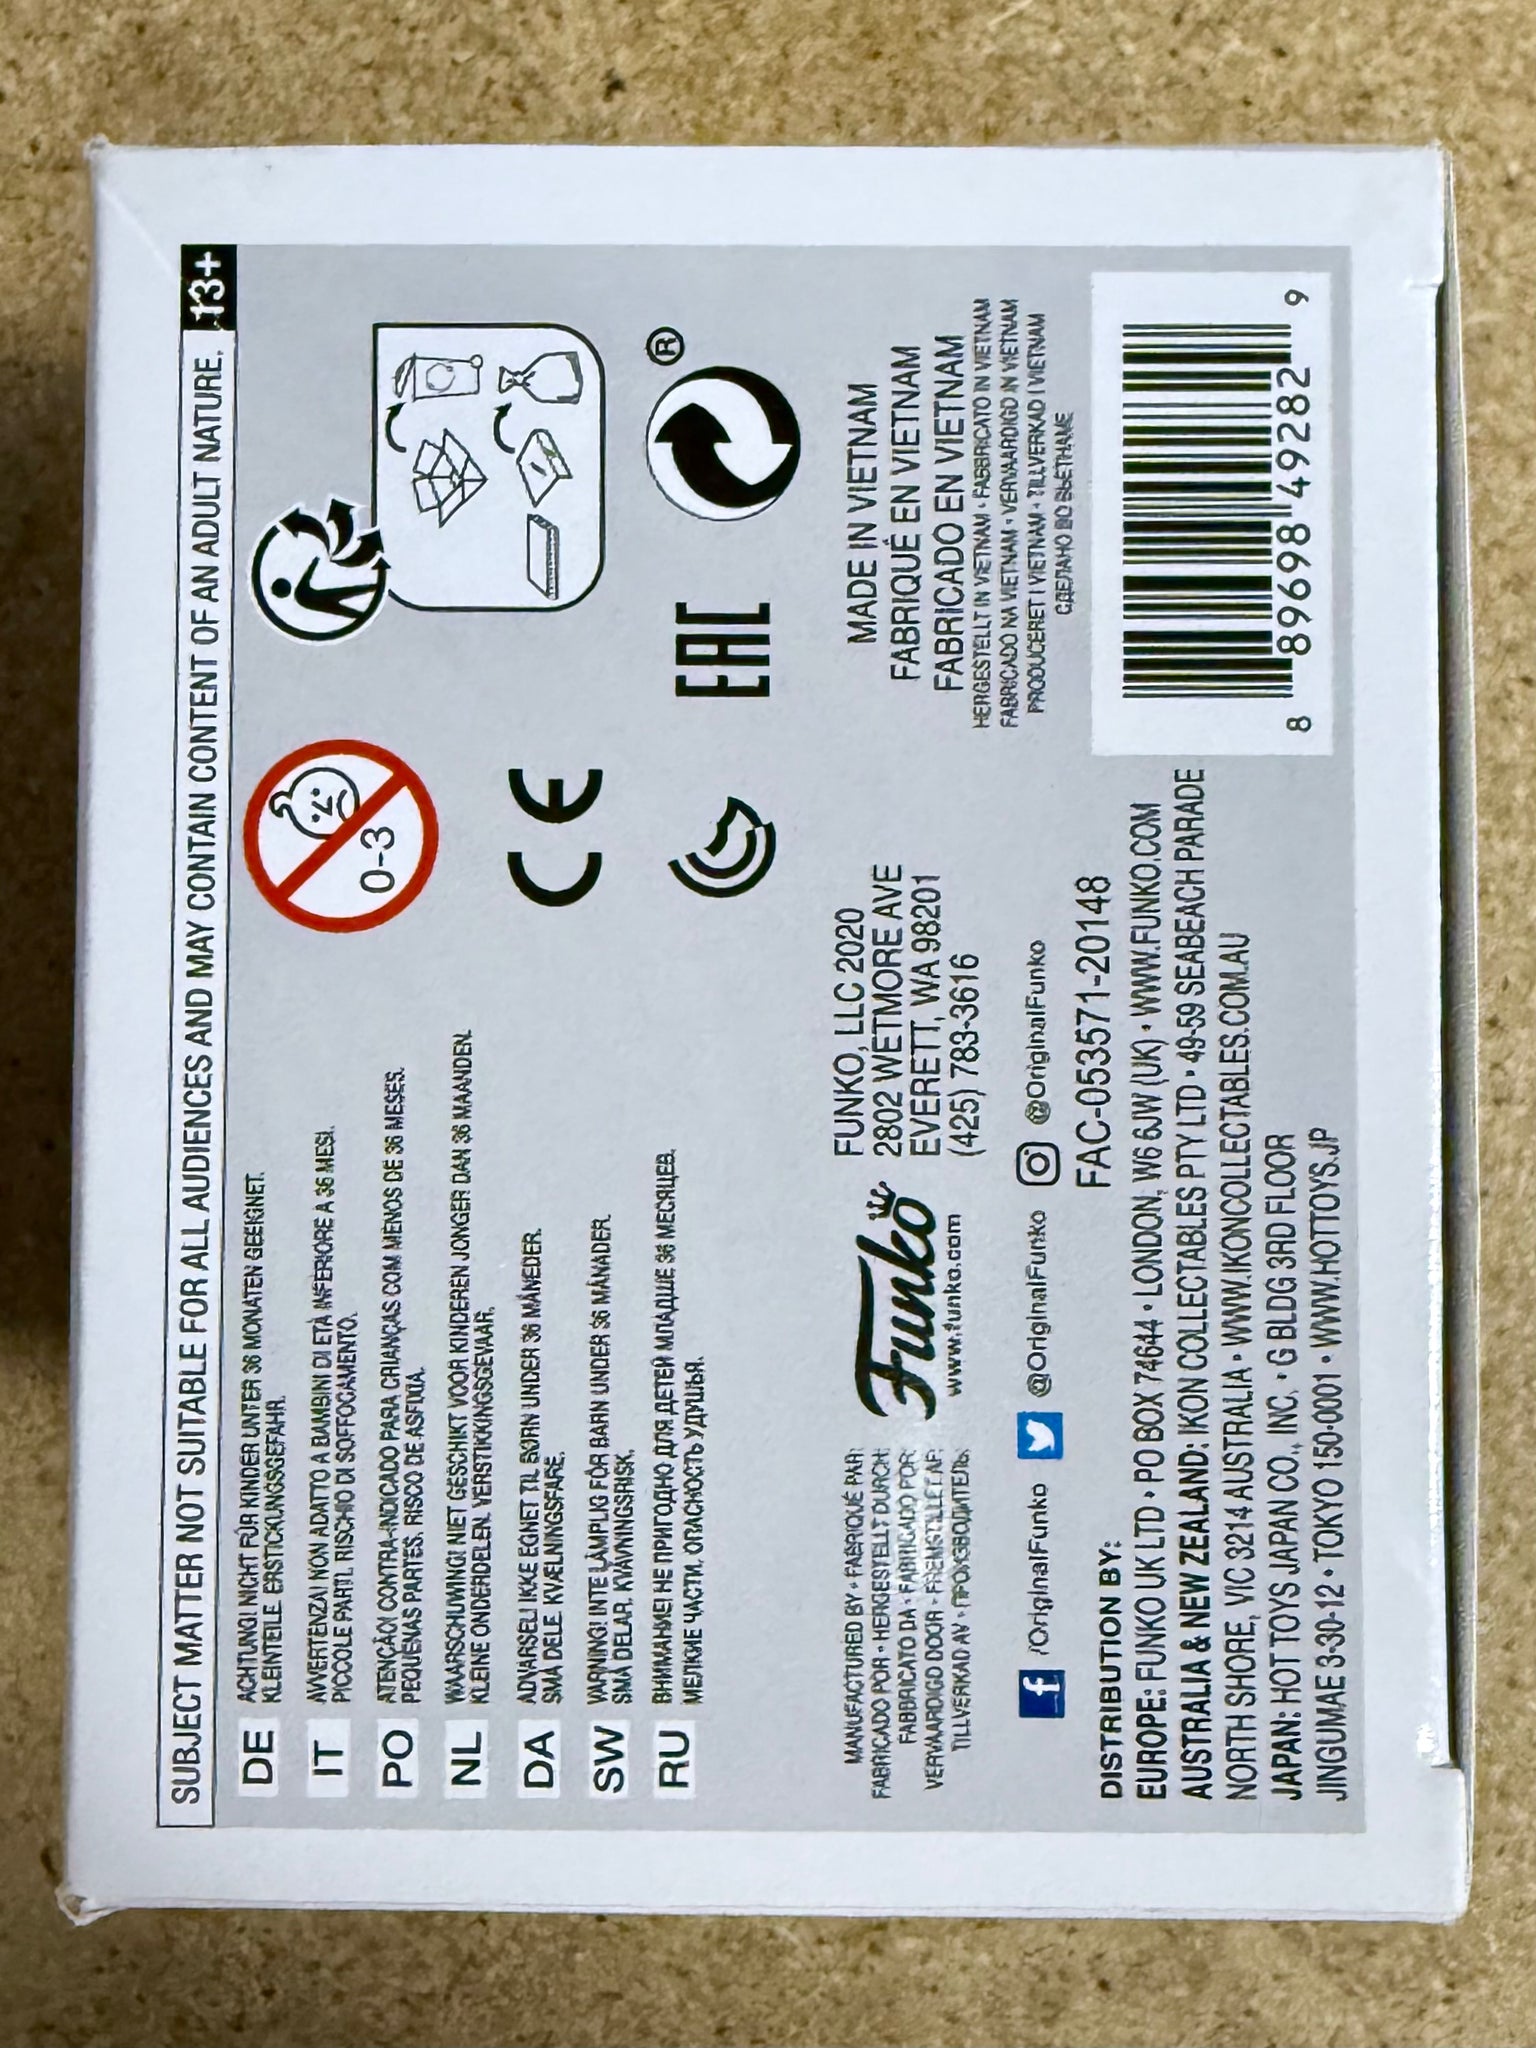 SUBJECT MATTER NOT SUITABLE FOR ALL AUDIENCES AND MAY CONTAIN CONTENT OF AN ADULT NATURE. 13+
DE ACHTUNG! NICHT FÜR KINDER UNTER 36 MONATEN GEEIGNET.
KLEINTEILE. ERSTICKUNGSGEFAHR.
IT AVVERTENZA! NON ADATTO A BAMBINI DI ETÀ INFERIORE A 36 MESI.
PICCOLE PARTI. RISCHIO DI SOFFOCAMENTO.
PO ATENÇÃO! CONTRA-INDICADO PARA CRIANÇAS COM MENOS DE 36 MESES.
PEQUENAS PARTES. RISCO DE ASFIXIA.
NL WAARSCHUWING! NIET GESCHIKT VOOR KINDEREN JONGER DAN 36 MAANDEN.
KLEINE ONDERDELEN. VERSTIKKINGSGEVAAR.
DA ADVARSEL! IKKE EGNET TIL BØRN UNDER 36 MÅNEDER.
SMÅ DELE. KVÆLNINGSFARE.
SW VARNING! INTE LÄMPLIG FÖR BARN UNDER 36 MÅNADER.
SMÅ DELAR. KVÄVNINGSRISK.
RU ВНИМАНИЕ! НЕ ПРИГОДНО ДЛЯ ДЕТЕЙ МЛАДШЕ 36 МЕСЯЦЕВ.
МЕЛКИЕ ЧАСТИ. ОПАСНОСТЬ УДУШЬЯ.
0-3
CE
EAC
®
MANUFACTURED BY • FABRIQUÉ PAR:
FABRICADO POR • HERGESTELLT DURCH:
FABBRICATO DA • FABRICADO POR:
VERVAARDIGD DOOR • FREMSTILLET AF:
TILLVERKAD AV • ПРОИЗВОДИТЕЛЬ:
Funko
www.funko.com
FUNKO, LLC 2020
2802 WETMORE AVE
EVERETT, WA 98201
(425) 783-3616
MADE IN VIETNAM
FABRIQUÉ EN VIETNAM
FABRICADO EN VIETNAM
HERGESTELLT IN VIETNAM • FABBRICATO IN VIETNAM
FABRICADO NA VIETNAM • VERVAARDIGD IN VIETNAM
PRODUCERET I VIETNAM • TILLVERKAD I VIETNAM
СДЕЛАНО ВО ВЬЕТНАМЕ
/OriginalFunko @OriginalFunko @OriginalFunko
FAC-053571-20148
DISTRIBUTION BY:
EUROPE: FUNKO UK LTD • PO BOX 74644 • LONDON, W6 6JW (UK) • WWW.FUNKO.COM
AUSTRALIA & NEW ZEALAND: IKON COLLECTABLES PTY LTD • 49-59 SEABEACH PARADE
NORTH SHORE, VIC 3214 AUSTRALIA • WWW.IKONCOLLECTABLES.COM.AU
JAPAN: HOT TOYS JAPAN CO., INC. • G BLDG 3RD FLOOR
JINGUMAE 3-30-12 • TOKYO 150-0001 • WWW.HOTTOYS.JP
8 89698 49282 9